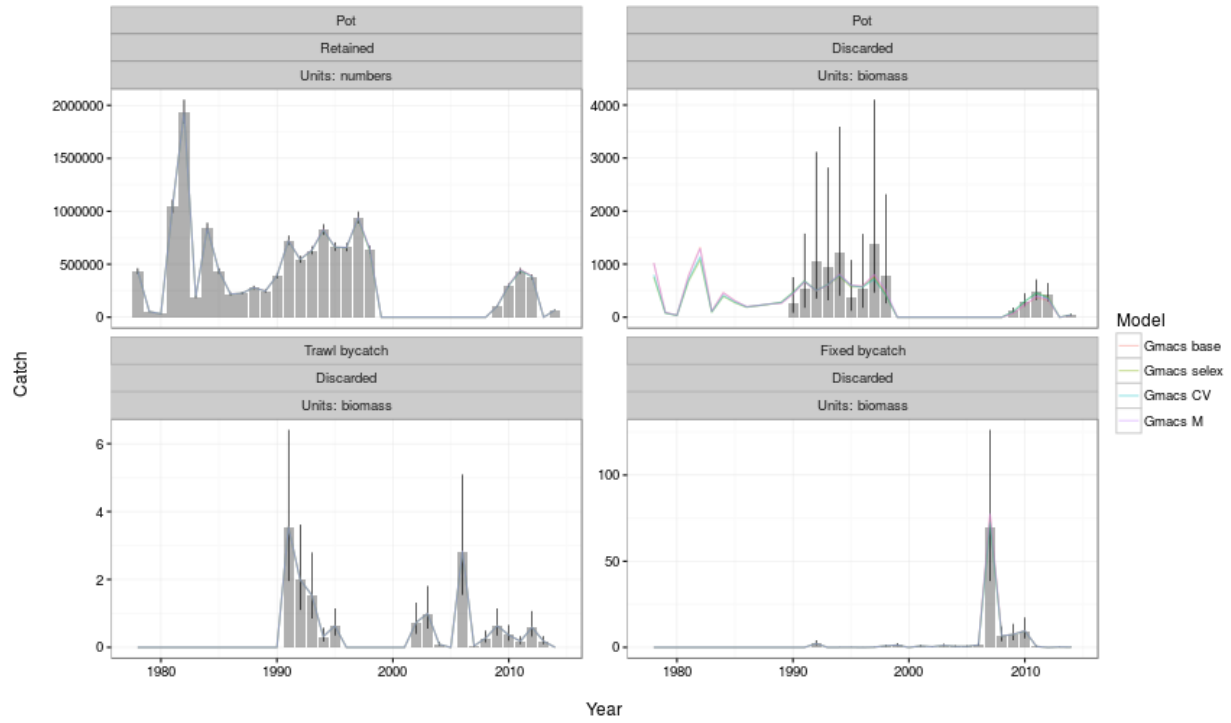 Pot
Retained
Units: numbers
2000000
1500000
1000000
500000
0
Pot
Discarded
Units: biomass
4000
3000
2000
1000
0
Trawl bycatch
Discarded
Units: biomass
6
4
2
0
1980 1990 2000 2010
Fixed bycatch
Discarded
Units: biomass
100
50
0
1980 1990 2000 2010
Catch
Year
Model
Gmacs base
Gmacs selex
Gmacs CV
Gmacs M